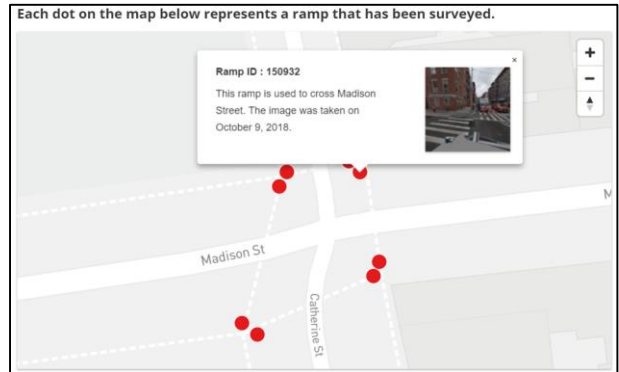 Each dot on the map below represents a ramp that has been surveyed.
Ramp ID : 150932
×
This ramp is used to cross Madison
Street. The image was taken on
October 9, 2018.
+
−
M
Madison St
Catherine St